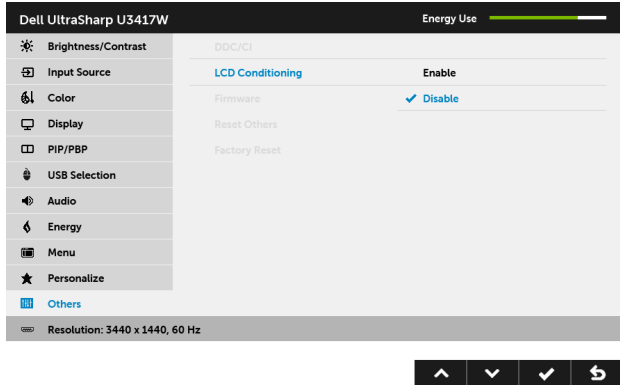 Dell UltraSharp U3417W Energy Use
Brightness/Contrast DDC/CI
Input Source LCD Conditioning Enable
Color Firmware Disable
Display Reset Others
PIP/PBP Factory Reset
USB Selection
Audio
Energy
Menu
Personalize
Others
Resolution: 3440 x 1440, 60 Hz